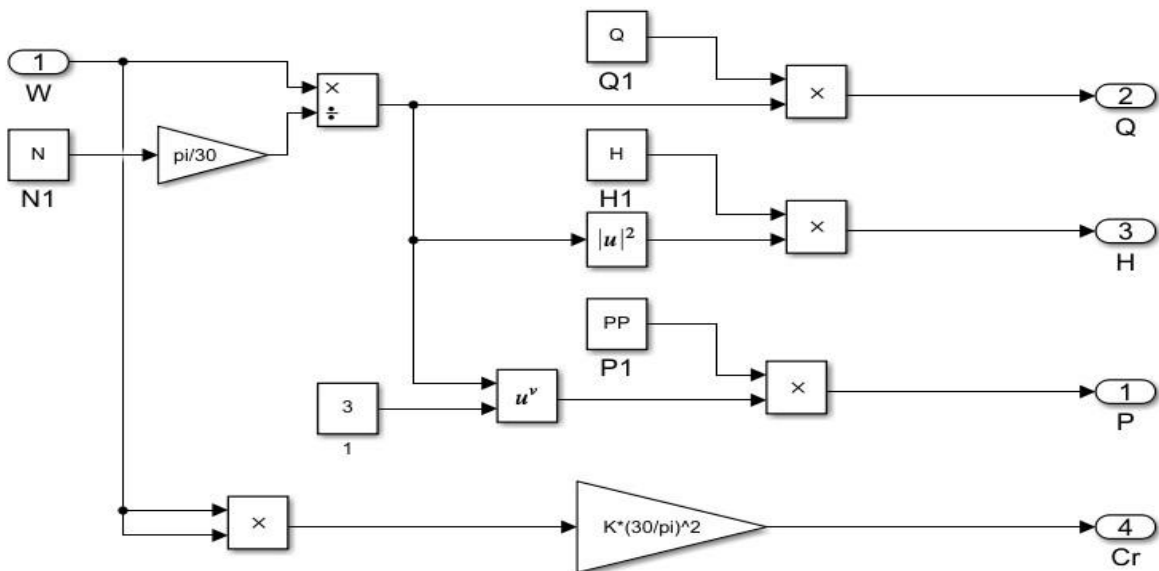 1
W
N
N1
pi/30
×
÷
Q
Q1
×
2
Q
H
H1
|u|²
×
3
H
PP
P1
3
1
uᵛ
×
1
P
×
K*(30/pi)^2
4
Cr